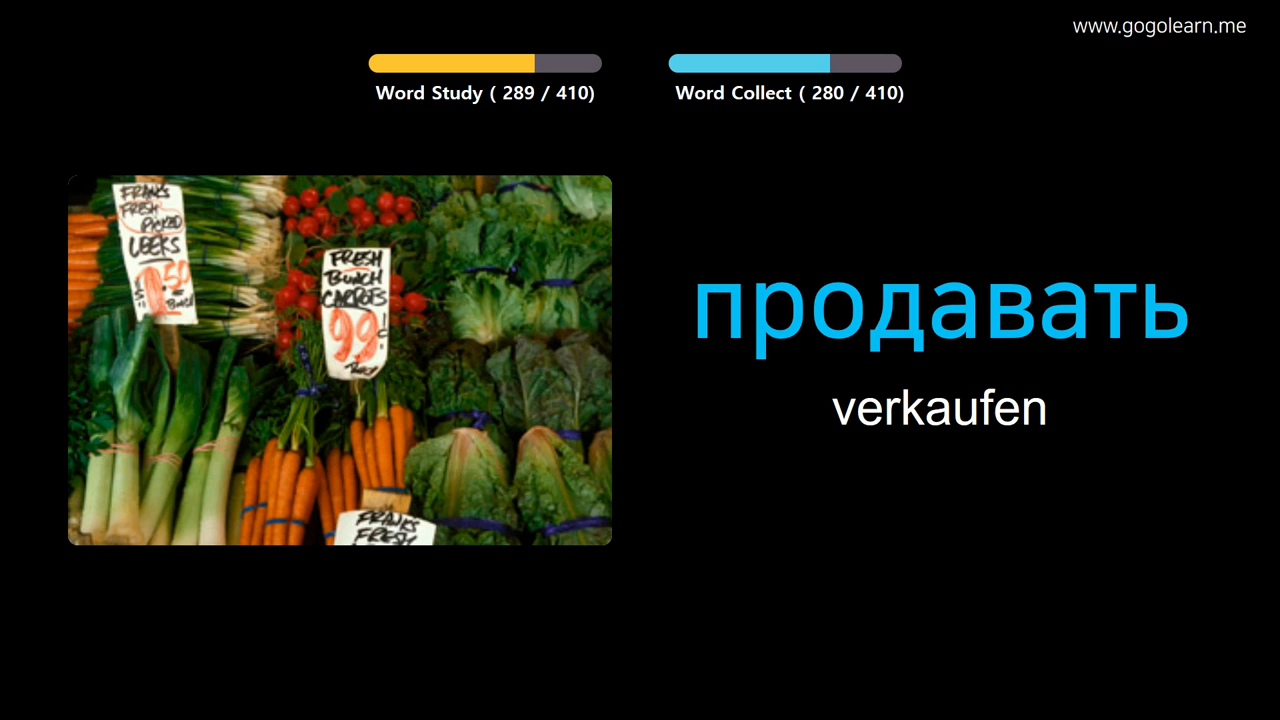 www.gogolearn.me
Word Study ( 289 / 410)
Word Collect ( 280 / 410)
FRANK'S
FRESH
PICKED
LEEKS
FRESH
BUNCH
CARROTS
99
продавать
verkaufen
FRANK'S
FRESH